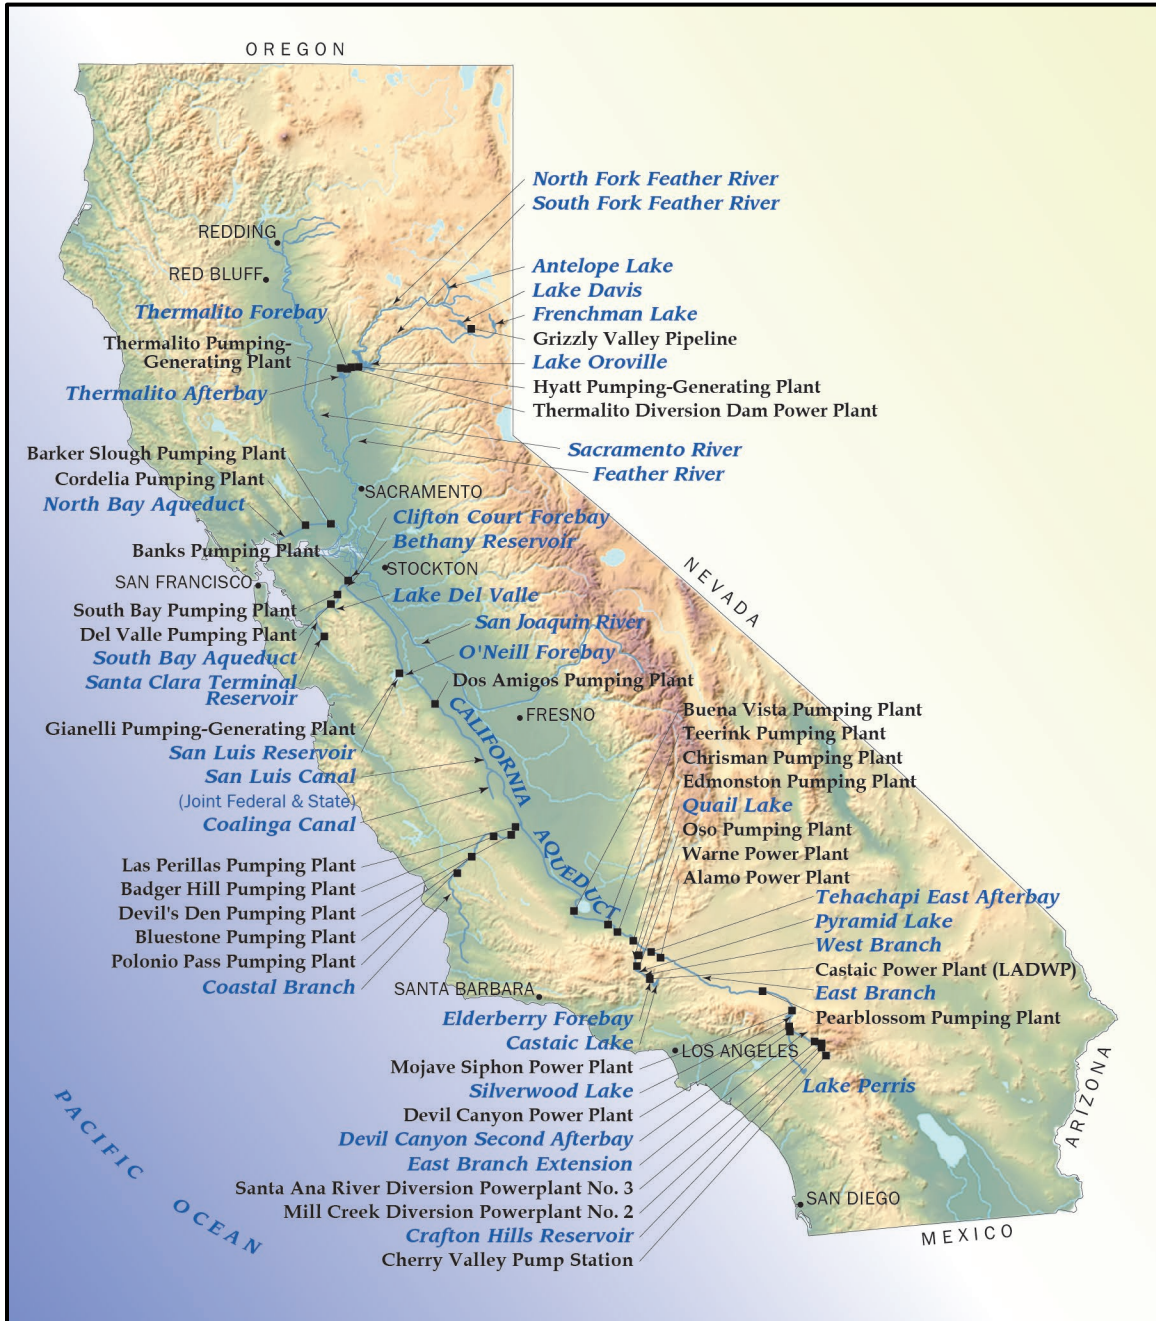 OREGON
North Fork Feather River
South Fork Feather River
REDDING
Antelope Lake
RED BLUFF
Lake Davis
Thermalito Forebay
Frenchman Lake
Grizzly Valley Pipeline
Thermalito Pumping-
Generating Plant
Lake Oroville
Thermalito Afterbay
Hyatt Pumping-Generating Plant
Thermalito Diversion Dam Power Plant
Sacramento River
Barker Slough Pumping Plant
Feather River
Cordelia Pumping Plant
SACRAMENTO
North Bay Aqueduct
Clifton Court Forebay
Banks Pumping Plant
Bethany Reservoir
STOCKTON
NEVADA
SAN FRANCISCO
Lake Del Valle
South Bay Pumping Plant
San Joaquin River
Del Valle Pumping Plant
South Bay Aqueduct
O'Neill Forebay
Santa Clara Terminal
Reservoir
Dos Amigos Pumping Plant
Gianelli Pumping-Generating Plant
FRESNO
Buena Vista Pumping Plant
Teerink Pumping Plant
San Luis Reservoir
Chrisman Pumping Plant
San Luis Canal
Edmonston Pumping Plant
(Joint Federal & State)
Quail Lake
Coalinga Canal
CALIFORNIA
AQUEDUCT
Oso Pumping Plant
Warne Power Plant
Las Perillas Pumping Plant
Alamo Power Plant
Badger Hill Pumping Plant
Tehachapi East Afterbay
Devil's Den Pumping Plant
Pyramid Lake
Bluestone Pumping Plant
West Branch
Polonio Pass Pumping Plant
Castaic Power Plant (LADWP)
Coastal Branch
SANTA BARBARA
East Branch
Elderberry Forebay
Pearblossom Pumping Plant
Castaic Lake
LOS ANGELES
Mojave Siphon Power Plant
Silverwood Lake
Lake Perris
Devil Canyon Power Plant
ARIZONA
Devil Canyon Second Afterbay
East Branch Extension
Santa Ana River Diversion Powerplant No. 3
SAN DIEGO
Mill Creek Diversion Powerplant No. 2
Crafton Hills Reservoir
MEXICO
Cherry Valley Pump Station
PACIFIC OCEAN